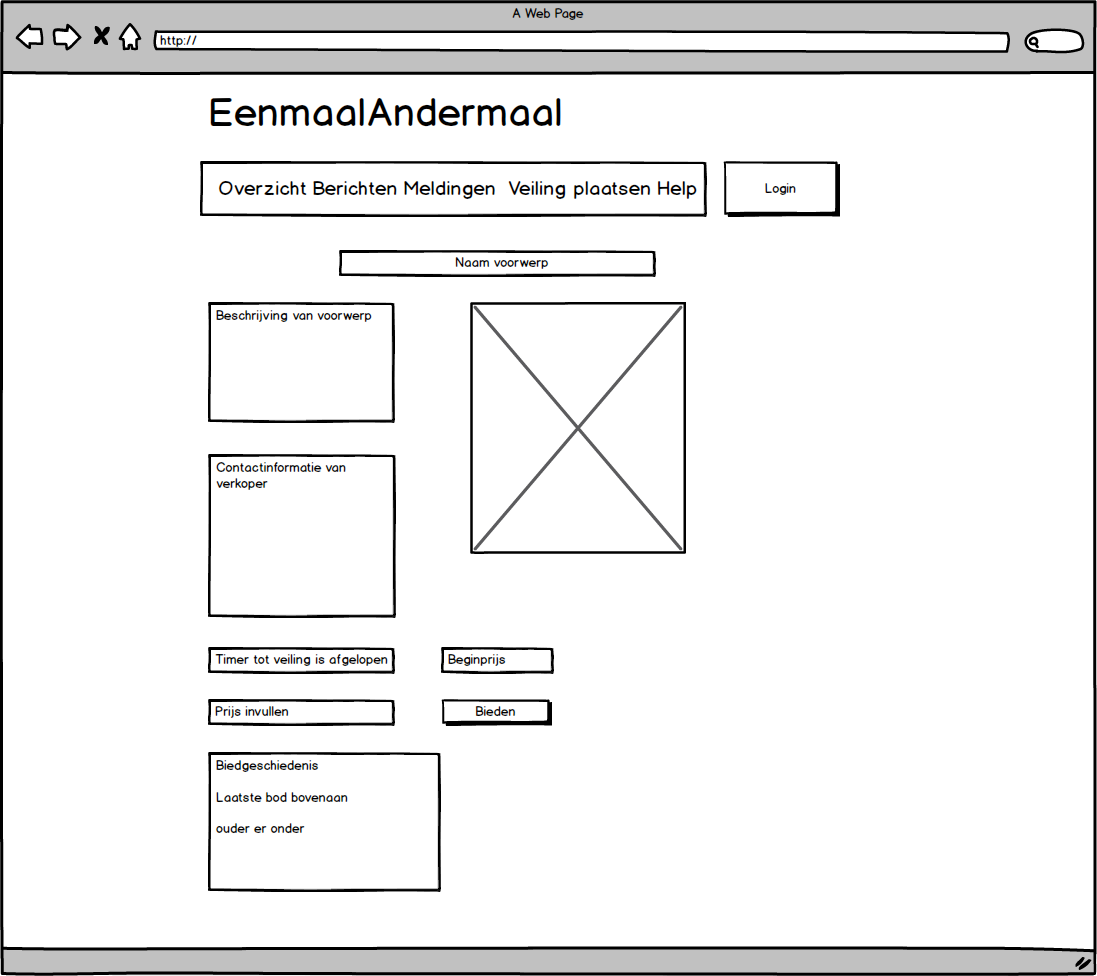 A Web Page
http://
EenmaalAndermaal
Overzicht Berichten Meldingen Veiling plaatsen Help
Login
Naam voorwerp
Beschrijving van voorwerp
Contactinformatie van
verkoper
Timer tot veiling is afgelopen
Beginprijs
Prijs invullen
Bieden
Biedgeschiedenis
Laatste bod bovenaan
ouder er onder